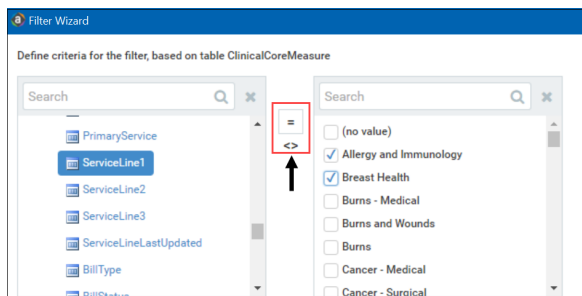 Filter Wizard
Define criteria for the filter, based on table ClinicalCoreMeasure
Search
PrimaryService
ServiceLine1
ServiceLine2
ServiceLine3
ServiceLineLastUpdated
BillType
BillStatus
=
<>
Search
(no value)
Allergy and Immunology
Breast Health
Burns - Medical
Burns and Wounds
Burns
Cancer - Medical
Cancer - Surgical